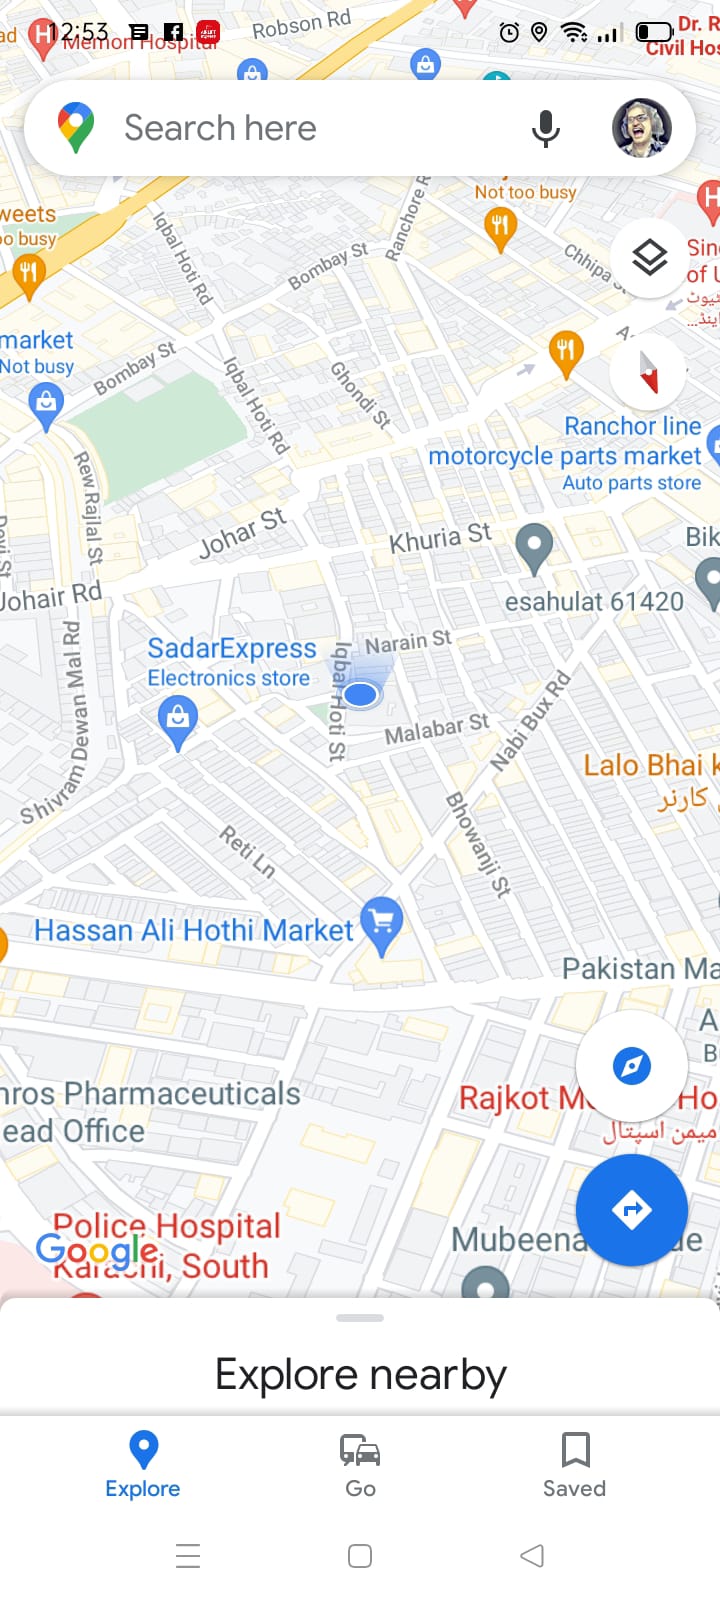 12:53
ad
Memon Hospital
Robson Rd
Dr. R
Civil Hos
Search here
weets
oo busy
Iqbal Hoti Rd
Bombay St
Ranchore R
Not too busy
Chhipa S
Sin
of U
market
Not busy
Bombay St
Iqbal Hoti Rd
Ghondi St
A
Ranchor line
motorcycle parts market
Auto parts store
Rew Rajlal St
Johar St
Khuria St
Bik
esahulat 61420
Johair Rd
SadarExpress
Electronics store
Iqbal Hoti St
Narain St
Shivram Dewan Mal Rd
Malabar St
Nabi Bux Rd
Lalo Bhai k
کارنر
Reti Ln
Bhowanji St
Hassan Ali Hothi Market
Pakistan Ma
A
B
hros Pharmaceuticals
ead Office
Rajkot M
Ho
میمن اسپتال
Police Hospital
Karachi, South
Google
Mubeena
de
Explore nearby
Explore
Go
Saved